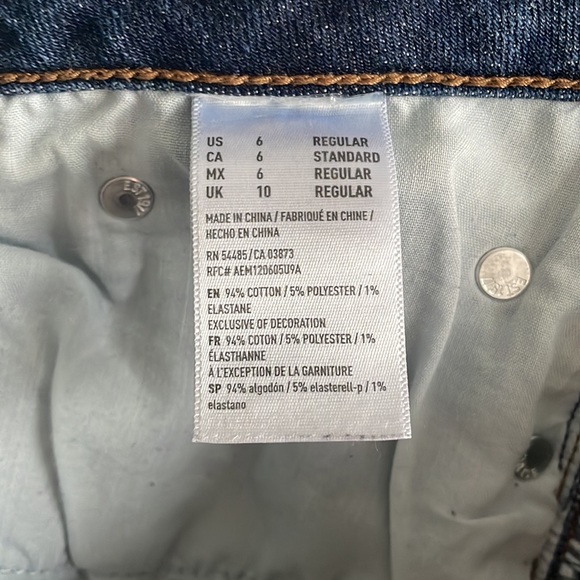 US 6 REGULAR
CA 6 STANDARD
MX 6 REGULAR
UK 10 REGULAR
MADE IN CHINA / FABRIQUÉ EN CHINE /
HECHO EN CHINA
RN 54485 / CA 03873
RFC# AEM120605U9A
EN 94% COTTON / 5% POLYESTER / 1%
ELASTANE
EXCLUSIVE OF DECORATION
FR 94% COTON / 5% POLYESTER / 1%
ÉLASTHANNE
À L'EXCEPTION DE LA GARNITURE
SP 94% algodón / 5% elasterell-p / 1%
elastano